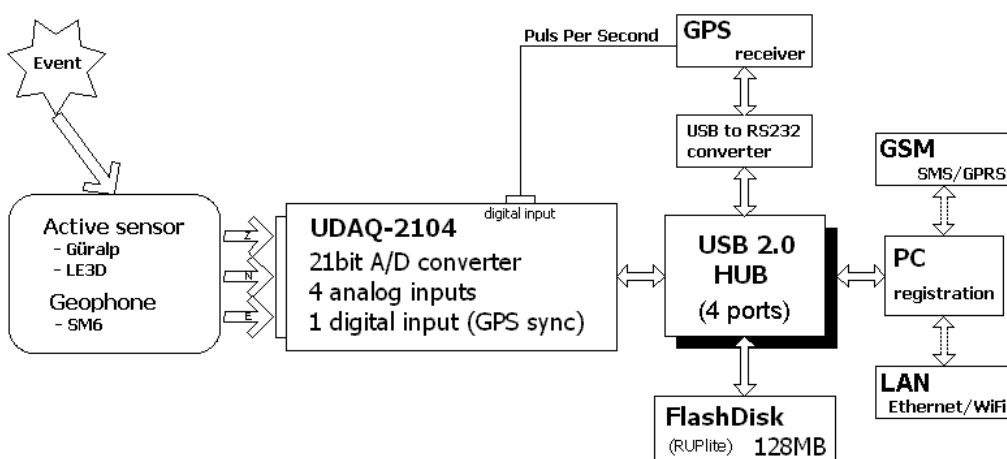 Event
Active sensor
- Güralp
- LE3D
Geophone
- SM6
Z
N
E
UDAQ-2104
21bit A/D converter
4 analog inputs
1 digital input (GPS sync)
digital input
Puls Per Second
GPS
receiver
USB to RS232
converter
USB 2.0
HUB
(4 ports)
FlashDisk
(RUPlite) 128MB
GSM
SMS/GPRS
PC
registration
LAN
Ethernet/WiFi